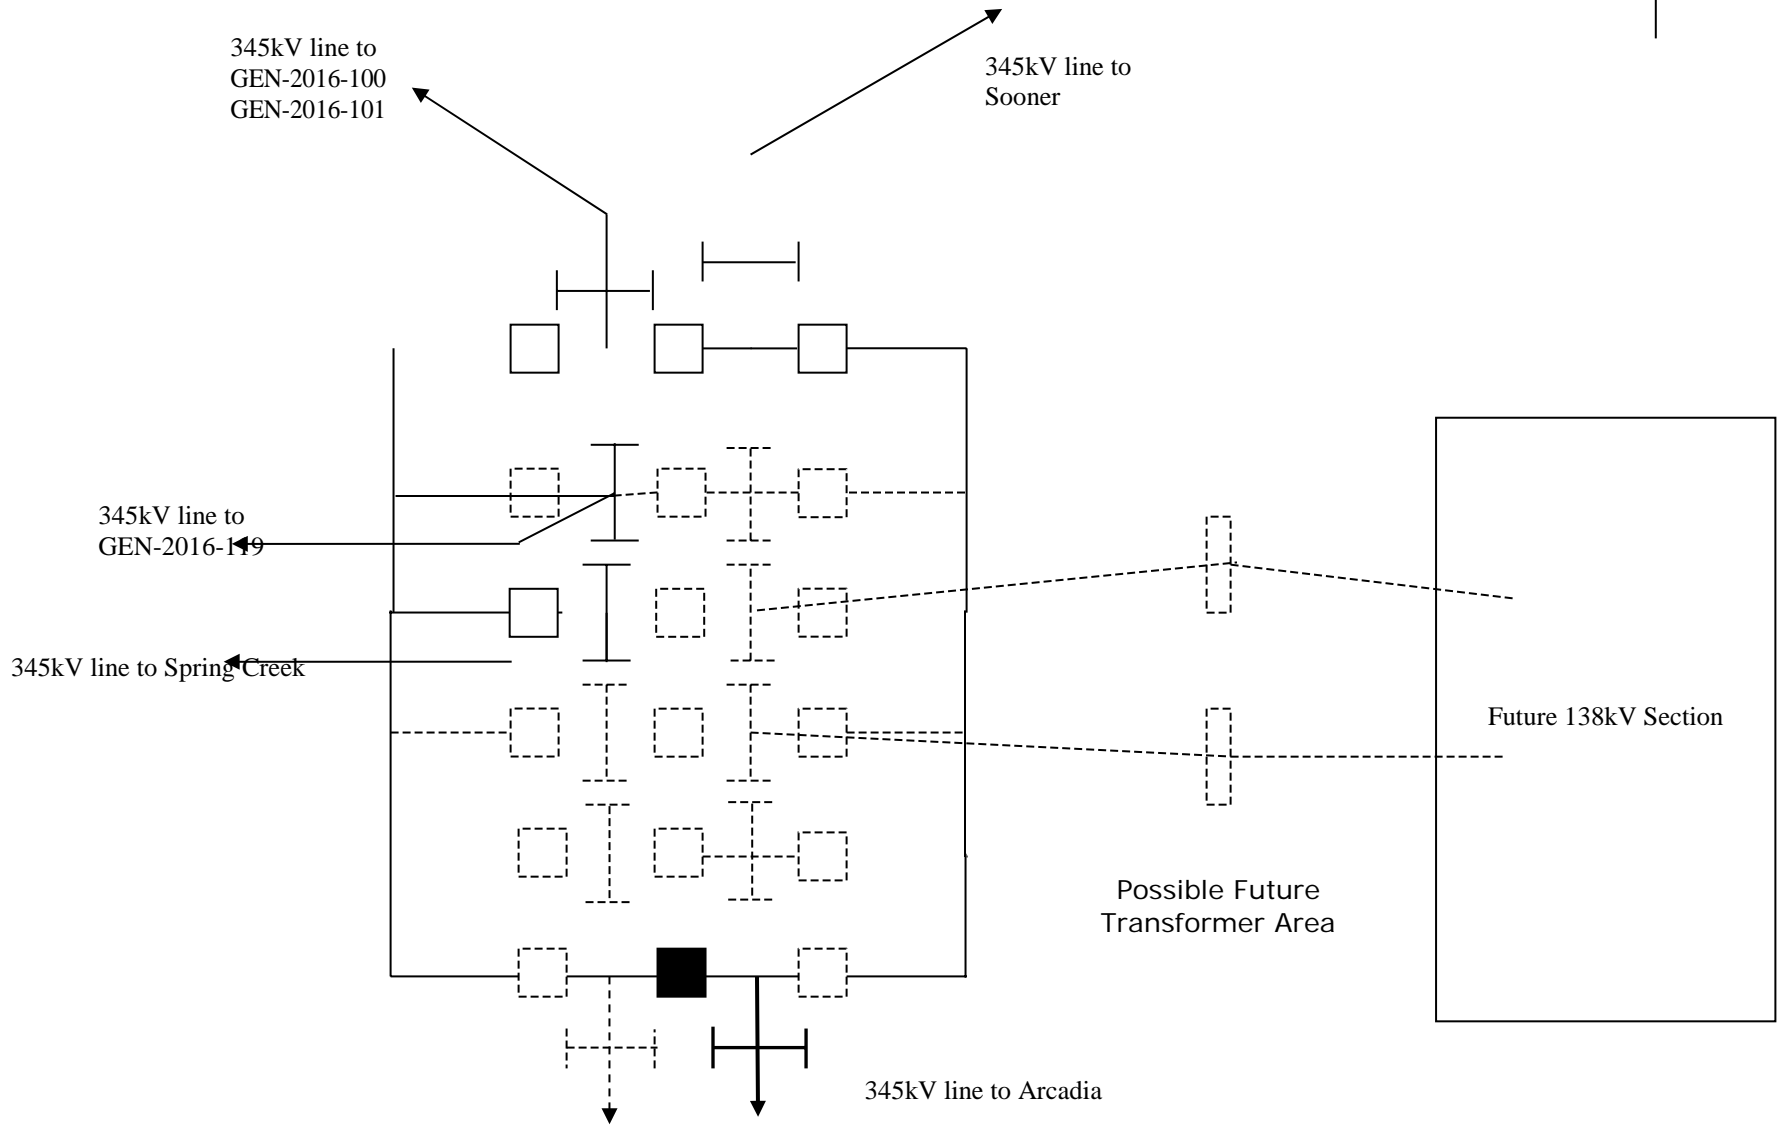 345kV line to
GEN-2016-100
GEN-2016-101
345kV line to
Sooner
345kV line to
GEN-2016-119
345kV line to Spring Creek
Future 138kV Section
Possible Future
Transformer Area
345kV line to Arcadia